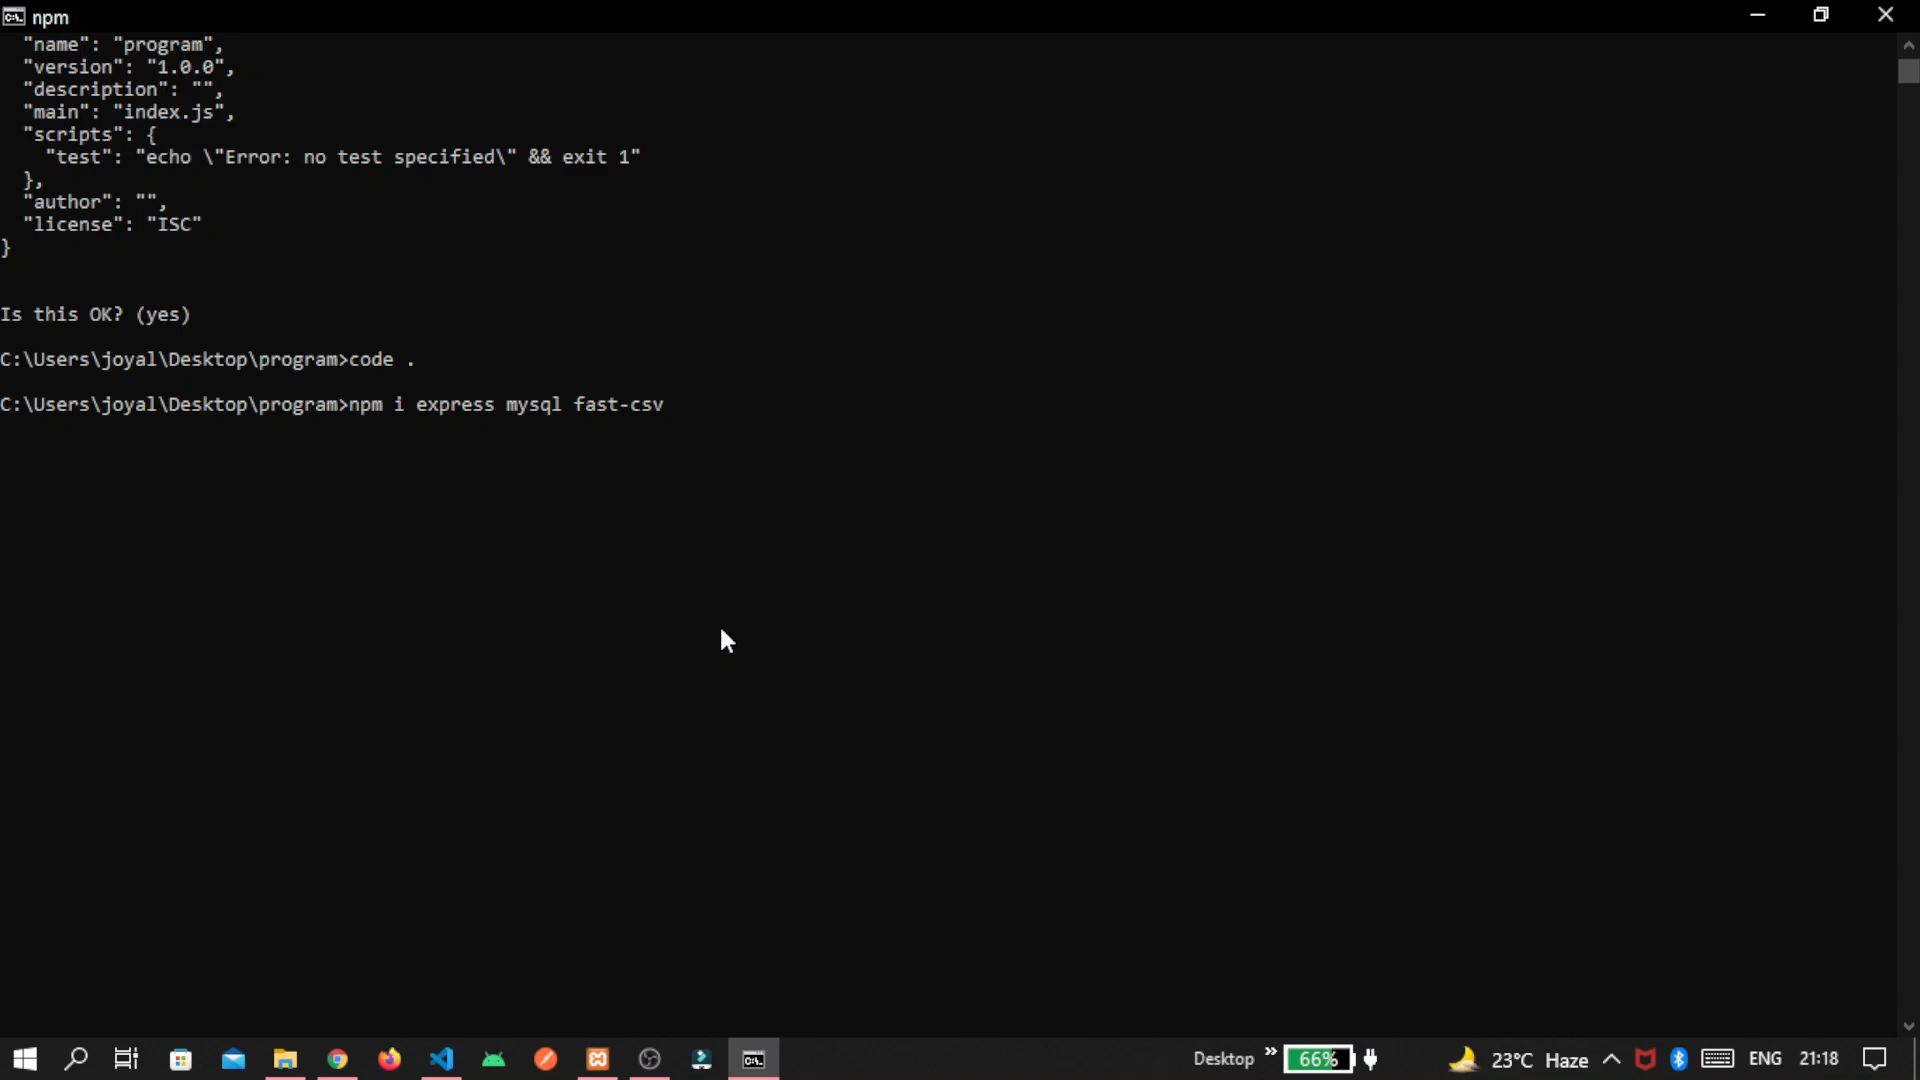 npm
"name": "program",
"version": "1.0.0",
"description": "",
"main": "index.js",
"scripts": {
"test": "echo \"Error: no test specified\" && exit 1"
},
"author": "",
"license": "ISC"
}
Is this OK? (yes)
C:\Users\joyal\Desktop\program>code .
C:\Users\joyal\Desktop\program>npm i express mysql fast-csv
Desktop » 66% 23°C Haze ENG 21:18